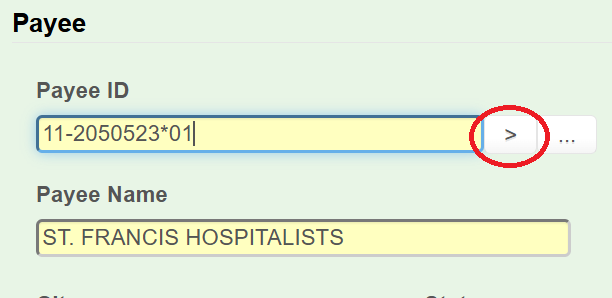 Payee
Payee ID
11-2050523*01
>
...
Payee Name
ST. FRANCIS HOSPITALISTS